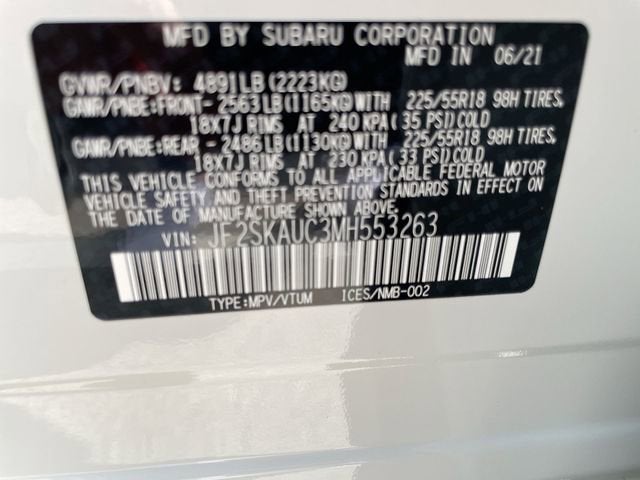 MFD BY SUBARU CORPORATION
MFD IN 06/21
GVWR/PNBV: 4891LB(2223KG)
GAWR/PNBE:FRONT-2563LB(1165KG)WITH 225/55R18 98H TIRES,
18X7J RIMS AT 240 KPA(35 PSI)COLD
GAWR/PNBE:REAR -2486LB(1130KG)WITH 225/55R18 98H TIRES,
18X7J RIMS AT 230 KPA(33 PSI)COLD
THIS VEHICLE CONFORMS TO ALL APPLICABLE FEDERAL MOTOR
VEHICLE SAFETY AND THEFT PREVENTION STANDARDS IN EFFECT ON
THE DATE OF MANUFACTURE SHOWN ABOVE.
VIN: JF2SKAUC3MH553263
TYPE:MPV/VTUM ICES/NMB-002